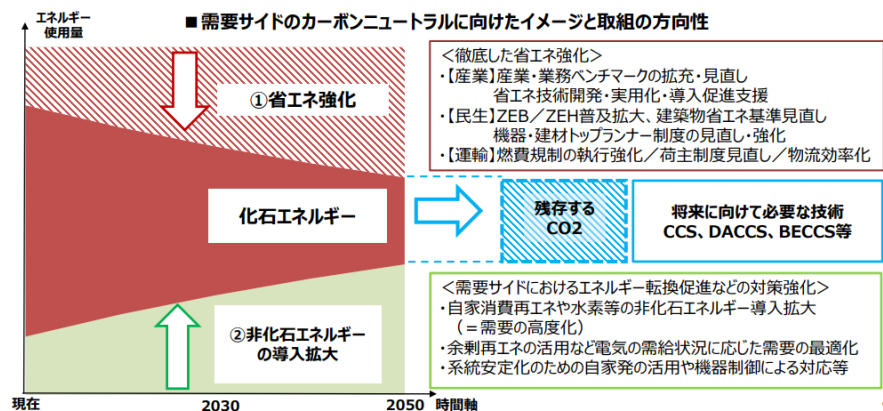 ■需要サイドのカーボンニュートラルに向けたイメージと取組の方向性
エネルギー
使用量
①省エネ強化
化石エネルギー
②非化石エネルギー
の導入拡大
現在
2030
2050
時間軸
＜徹底した省エネ強化＞
・【産業】産業・業務ベンチマークの拡充・見直し
省エネ技術開発・実用化・導入促進支援
・【民生】ZEB／ZEH普及拡大、建築物省エネ基準見直し
機器・建材トップランナー制度の見直し・強化
・【運輸】燃費規制の執行強化／荷主制度見直し／物流効率化
残存する
CO2
将来に向けて必要な技術
CCS、DACCS、BECCS等
＜需要サイドにおけるエネルギー転換促進などの対策強化＞
・自家消費再エネや水素等の非化石エネルギー導入拡大
（＝需要の高度化）
・余剰再エネの活用など電気の需給状況に応じた需要の最適化
・系統安定化のための自家発の活用や機器制御による対応等